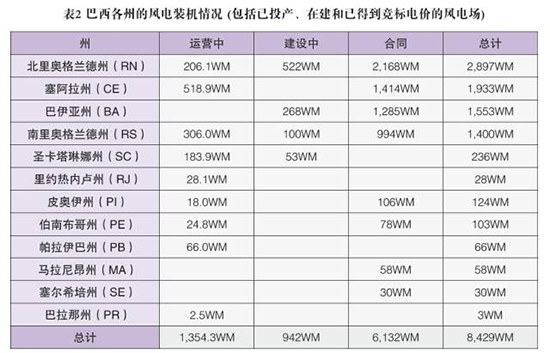 表2 巴西各州的风电装机情况 (包括已投产、在建和已得到竞标电价的风电场)
州 运营中 建设中 合同 总计
北里奥格兰德州（RN） 206.1WM 522WM 2,168WM 2,897WM
塞阿拉州（CE） 518.9WM 1,414WM 1,933WM
巴伊亚州（BA） 268WM 1,285WM 1,553WM
南里奥格兰德州（RS） 306.0WM 100WM 994WM 1,400WM
圣卡塔琳娜州（SC） 183.9WM 53WM 236WM
里约热内卢州（RJ） 28.1WM 28WM
皮奥伊州（PI） 18.0WM 106WM 124WM
伯南布哥州（PE） 24.8WM 78WM 103WM
帕拉伊巴州（PB） 66.0WM 66WM
马拉尼昂州（MA） 58WM 58WM
塞尔希培州（SE） 30WM 30WM
巴拉那州（PR） 2.5WM 3WM
总计 1,354.3WM 942WM 6,132WM 8,429WM